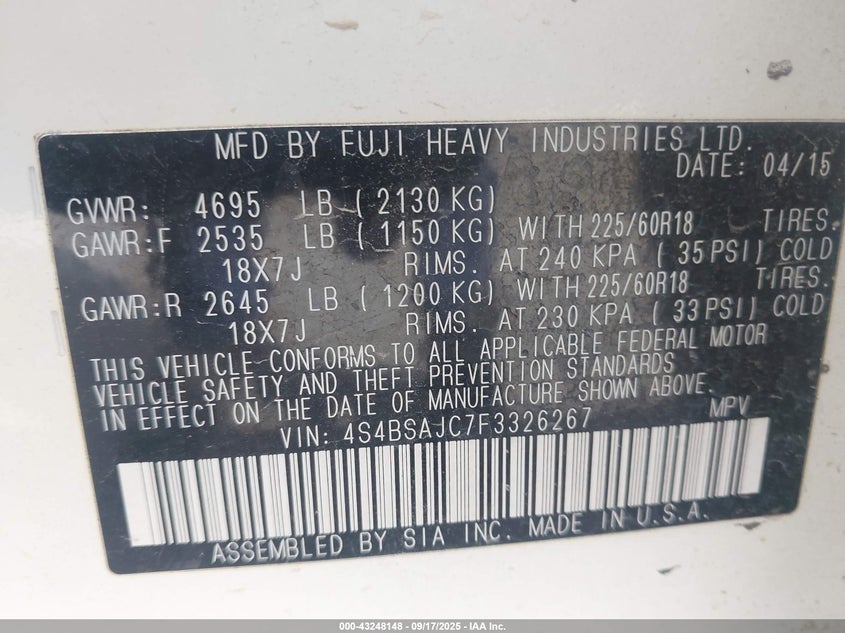 MFD BY FUJI HEAVY INDUSTRIES LTD.
DATE: 04/15
GVWR: 4695 LB ( 2130 KG)
GAWR:F 2535 LB ( 1150 KG) WITH 225/60R18 TIRES.
18X7J RIMS. AT 240 KPA ( 35 PSI) COLD
GAWR:R 2645 LB ( 1200 KG) WITH 225/60R18 TIRES.
18X7J RIMS. AT 230 KPA ( 33 PSI) COLD
THIS VEHICLE CONFORMS TO ALL APPLICABLE FEDERAL MOTOR
VEHICLE SAFETY AND THEFT PREVENTION STANDARDS
IN EFFECT ON THE DATE OF MANUFACTURE SHOWN ABOVE.
VIN: 4S4BSAJC7F3326267 MPV
ASSEMBLED BY SIA INC. MADE IN U.S.A.
000-43248148 - 09/17/2025 - IAA Inc.